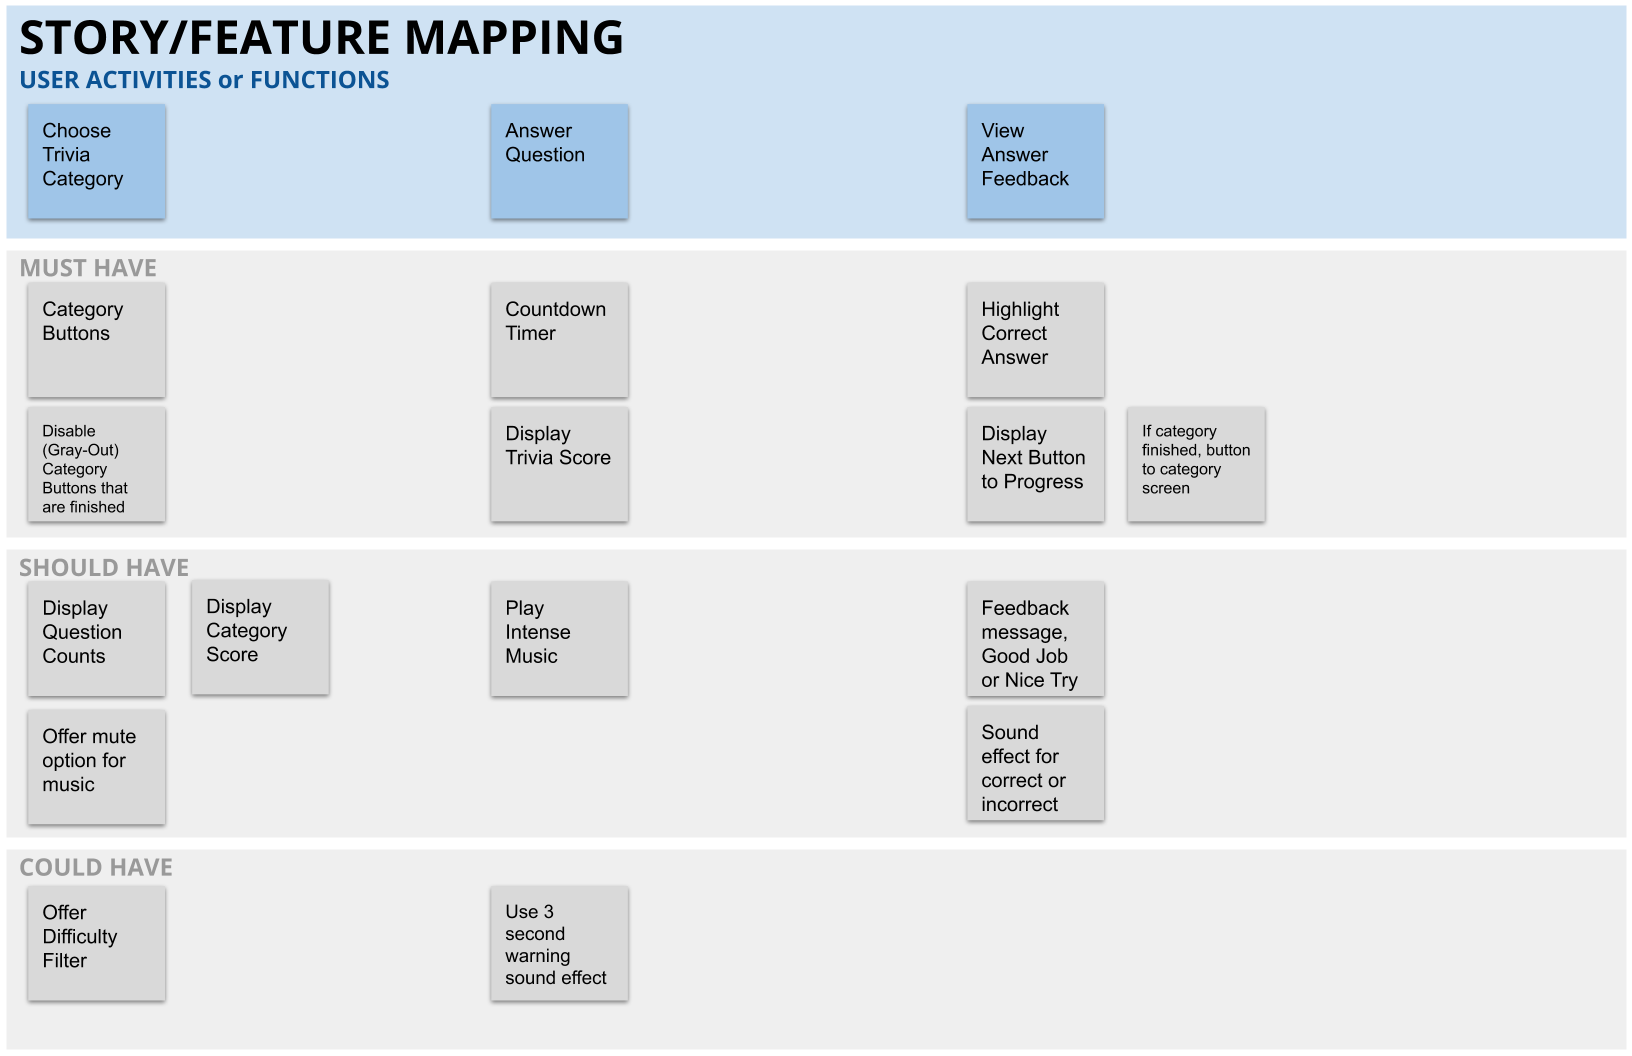 STORY/FEATURE MAPPING
USER ACTIVITIES or FUNCTIONS
Choose
Trivia
Category
Answer
Question
View
Answer
Feedback
MUST HAVE
Category
Buttons
Countdown
Timer
Highlight
Correct
Answer
Disable
(Gray-Out)
Category
Buttons that
are finished
Display
Trivia Score
Display
Next Button
to Progress
If category
finished, button
to category
screen
SHOULD HAVE
Display
Question
Counts
Display
Category
Score
Play
Intense
Music
Feedback
message,
Good Job
or Nice Try
Offer mute
option for
music
Sound
effect for
correct or
incorrect
COULD HAVE
Offer
Difficulty
Filter
Use 3
second
warning
sound effect